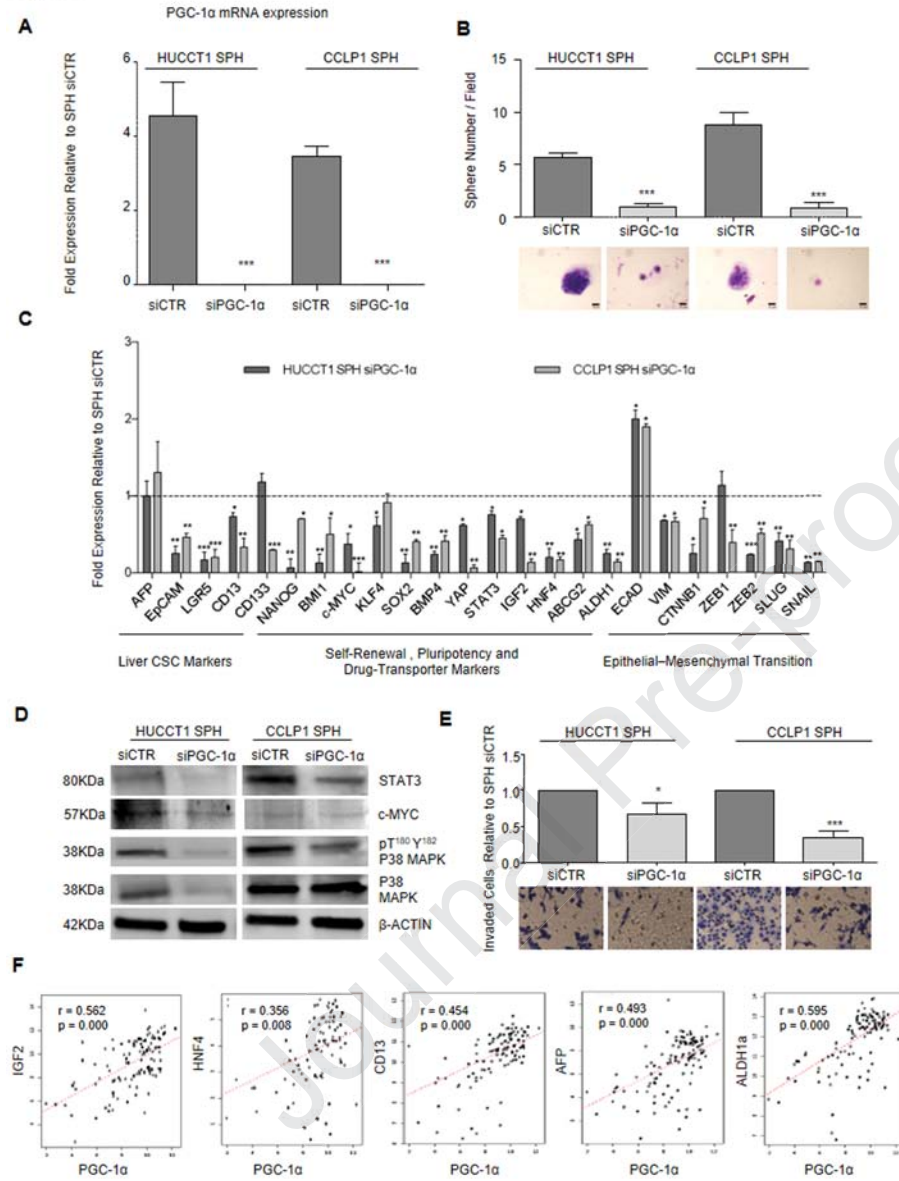 PGC-1α mRNA expression
A
HUCCT1 SPH
CCLP1 SPH
Fold Expression Relative to SPH siCTR
6
4
2
0
***
***
siCTR
siPGC-1α
siCTR
siPGC-1α
B
HUCCT1 SPH
CCLP1 SPH
Sphere Number / Field
15
10
5
0
***
***
siCTR
siPGC-1α
siCTR
siPGC-1α
C
Fold Expression Relative to SPH siCTR
3
2
1
0
HUCCT1 SPH siPGC-1α
CCLP1 SPH siPGC-1α
AFP
EpCAM
LGR5
CD13
CD133
NANOG
BMI1
c-MYC
KLF4
SOX2
BMP4
YAP
STAT3
IGF2
HNF4
ABCG2
ALDH1
ECAD
VIM
CTNNB1
ZEB1
ZEB2
SLUG
SNAIL
Liver CSC Markers
Self-Renewal , Pluripotency and
Drug-Transporter Markers
Epithelial–Mesenchymal Transition
D
HUCCT1 SPH
CCLP1 SPH
siCTR
siPGC-1α
siCTR
siPGC-1α
80KDa
STAT3
57KDa
c-MYC
38KDa
pT180 Y182
P38 MAPK
38KDa
P38
MAPK
42KDa
β-ACTIN
E
HUCCT1 SPH
CCLP1 SPH
Invaded Cells Relative to SPH siCTR
1.5
1.0
0.5
0.0
*
***
siCTR
siPGC-1α
siCTR
siPGC-1α
F
IGF2
r = 0.562
p = 0.000
PGC-1α
HNF4
r = 0.356
p = 0.008
PGC-1α
CD13
r = 0.454
p = 0.000
PGC-1α
AFP
r = 0.493
p = 0.000
PGC-1α
ALDH1a
r = 0.595
p = 0.000
PGC-1α
Journal Pre-proo